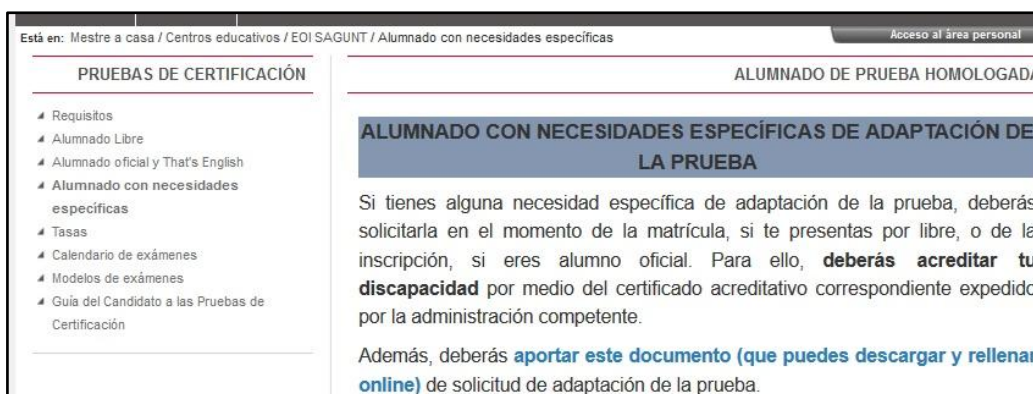 Está en: Mestre a casa / Centros educativos / EOI SAGUNT / Alumnado con necesidades específicas
Acceso al área personal
PRUEBAS DE CERTIFICACIÓN
Requisitos
Alumnado Libre
Alumnado oficial y That's English
Alumnado con necesidades
específicas
Tasas
Calendario de exámenes
Modelos de exámenes
Guía del Candidato a las Pruebas de
Certificación
ALUMNADO DE PRUEBA HOMOLOGADA
ALUMNADO CON NECESIDADES ESPECÍFICAS DE ADAPTACIÓN DE
LA PRUEBA
Si tienes alguna necesidad específica de adaptación de la prueba, deberás
solicitarla en el momento de la matrícula, si te presentas por libre, o de la
inscripción, si eres alumno oficial. Para ello, deberás acreditar tu
discapacidad por medio del certificado acreditativo correspondiente expedido
por la administración competente.
Además, deberás aportar este documento (que puedes descargar y rellenar
online) de solicitud de adaptación de la prueba.